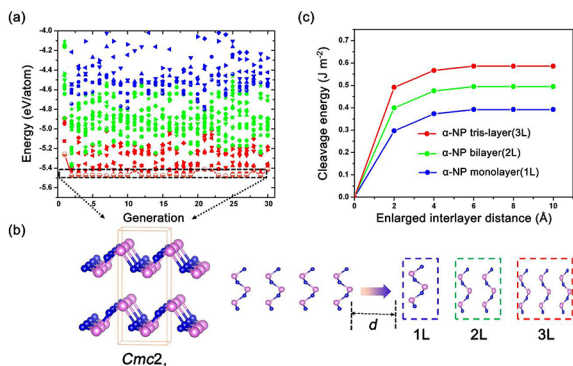 (a)
-4.0
-4.2
-4.4
-4.6
-4.8
-5.0
-5.2
-5.4
-5.6
Energy (eV/atom)
0 5 10 15 20 25 30
Generation
(c)
0.7
0.6
0.5
0.4
0.3
0.2
0.1
0.0
Cleavage energy (J m⁻²)
α-NP tris-layer(3L)
α-NP bilayer(2L)
α-NP monolayer(1L)
0 2 4 6 8 10
Enlarged interlayer distance (Å)
(b)
Cmc2₁
d
1L 2L 3L